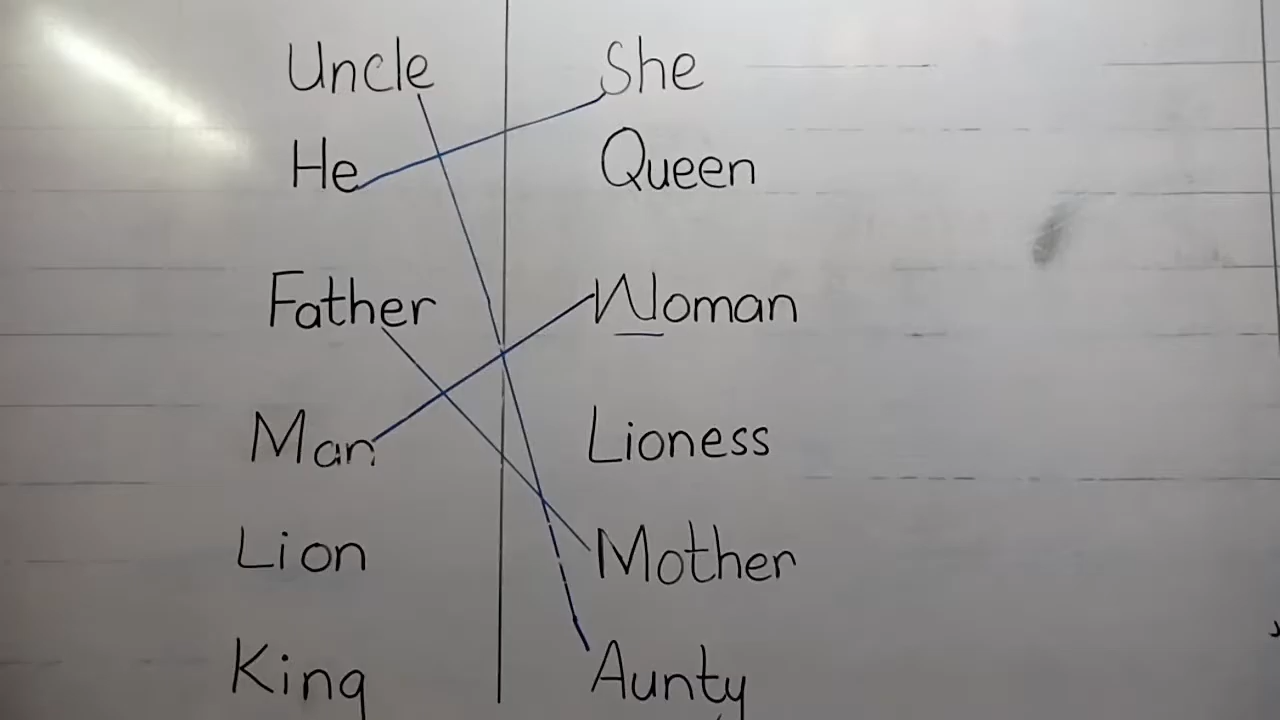 Uncle She
He Queen
Father Woman
Man Lioness
Lion Mother
King Aunty